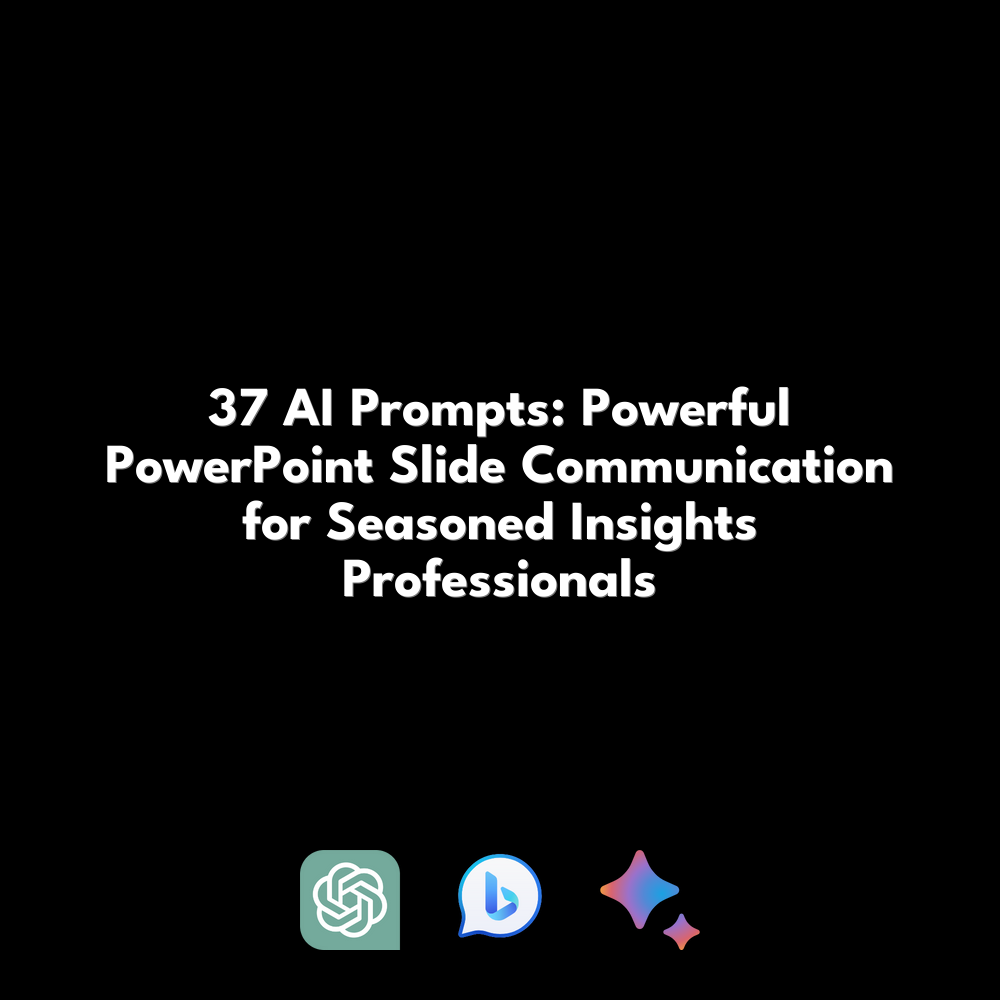 37 AI Prompts: Powerful
PowerPoint Slide Communication
for Seasoned Insights
Professionals